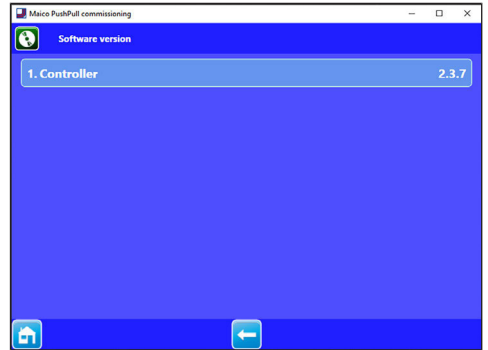 Maico PushPull commissioning
Software version
1. Controller 2.3.7